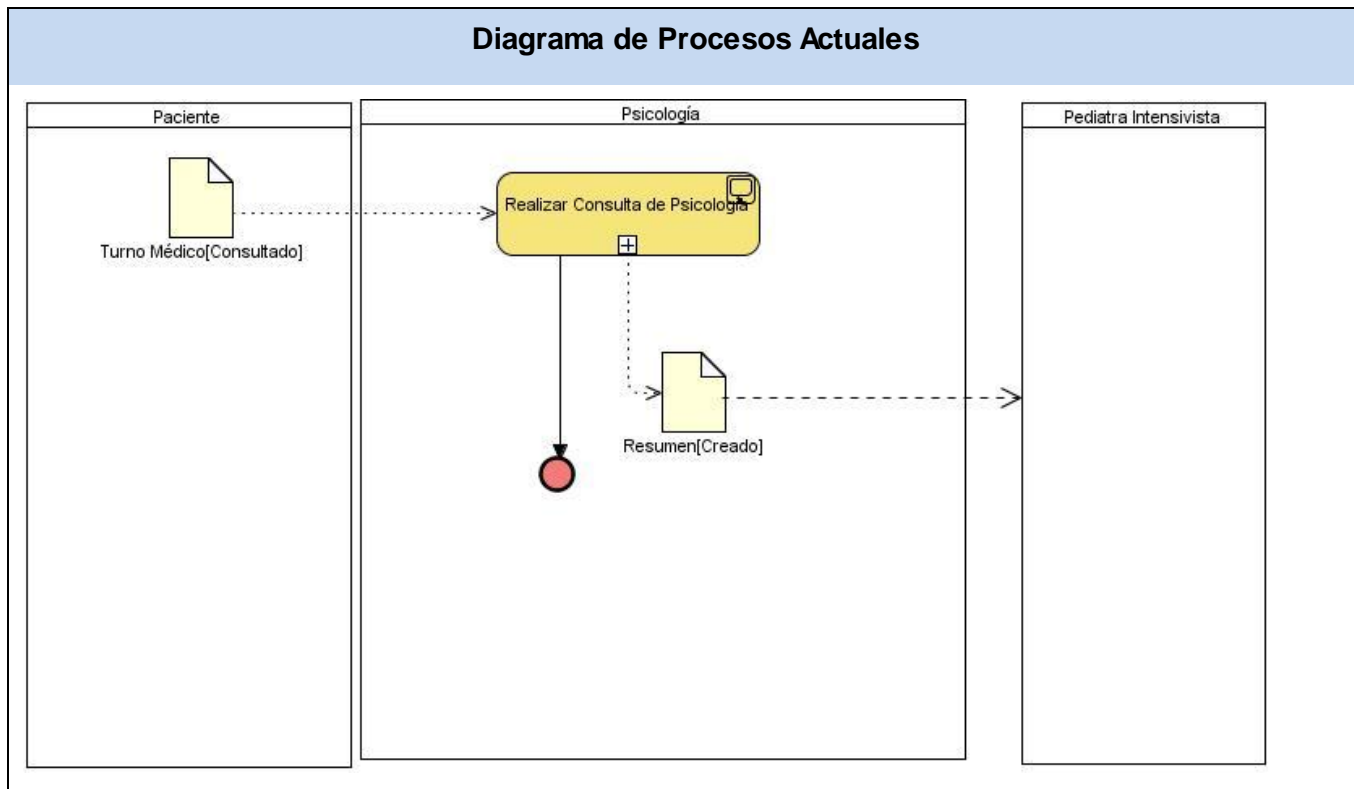 Diagrama de Procesos Actuales
Paciente
Psicología
Pediatra Intensivista
Realizar Consulta de Psicología
Turno Médico[Consultado]
Resumen[Creado]